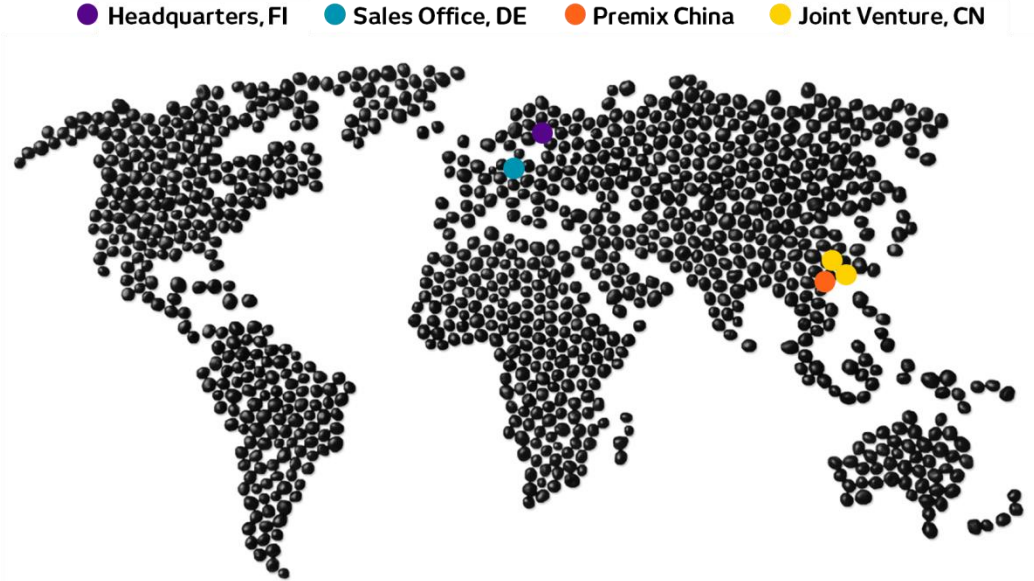 Headquarters, FI Sales Office, DE Premix China Joint Venture, CN